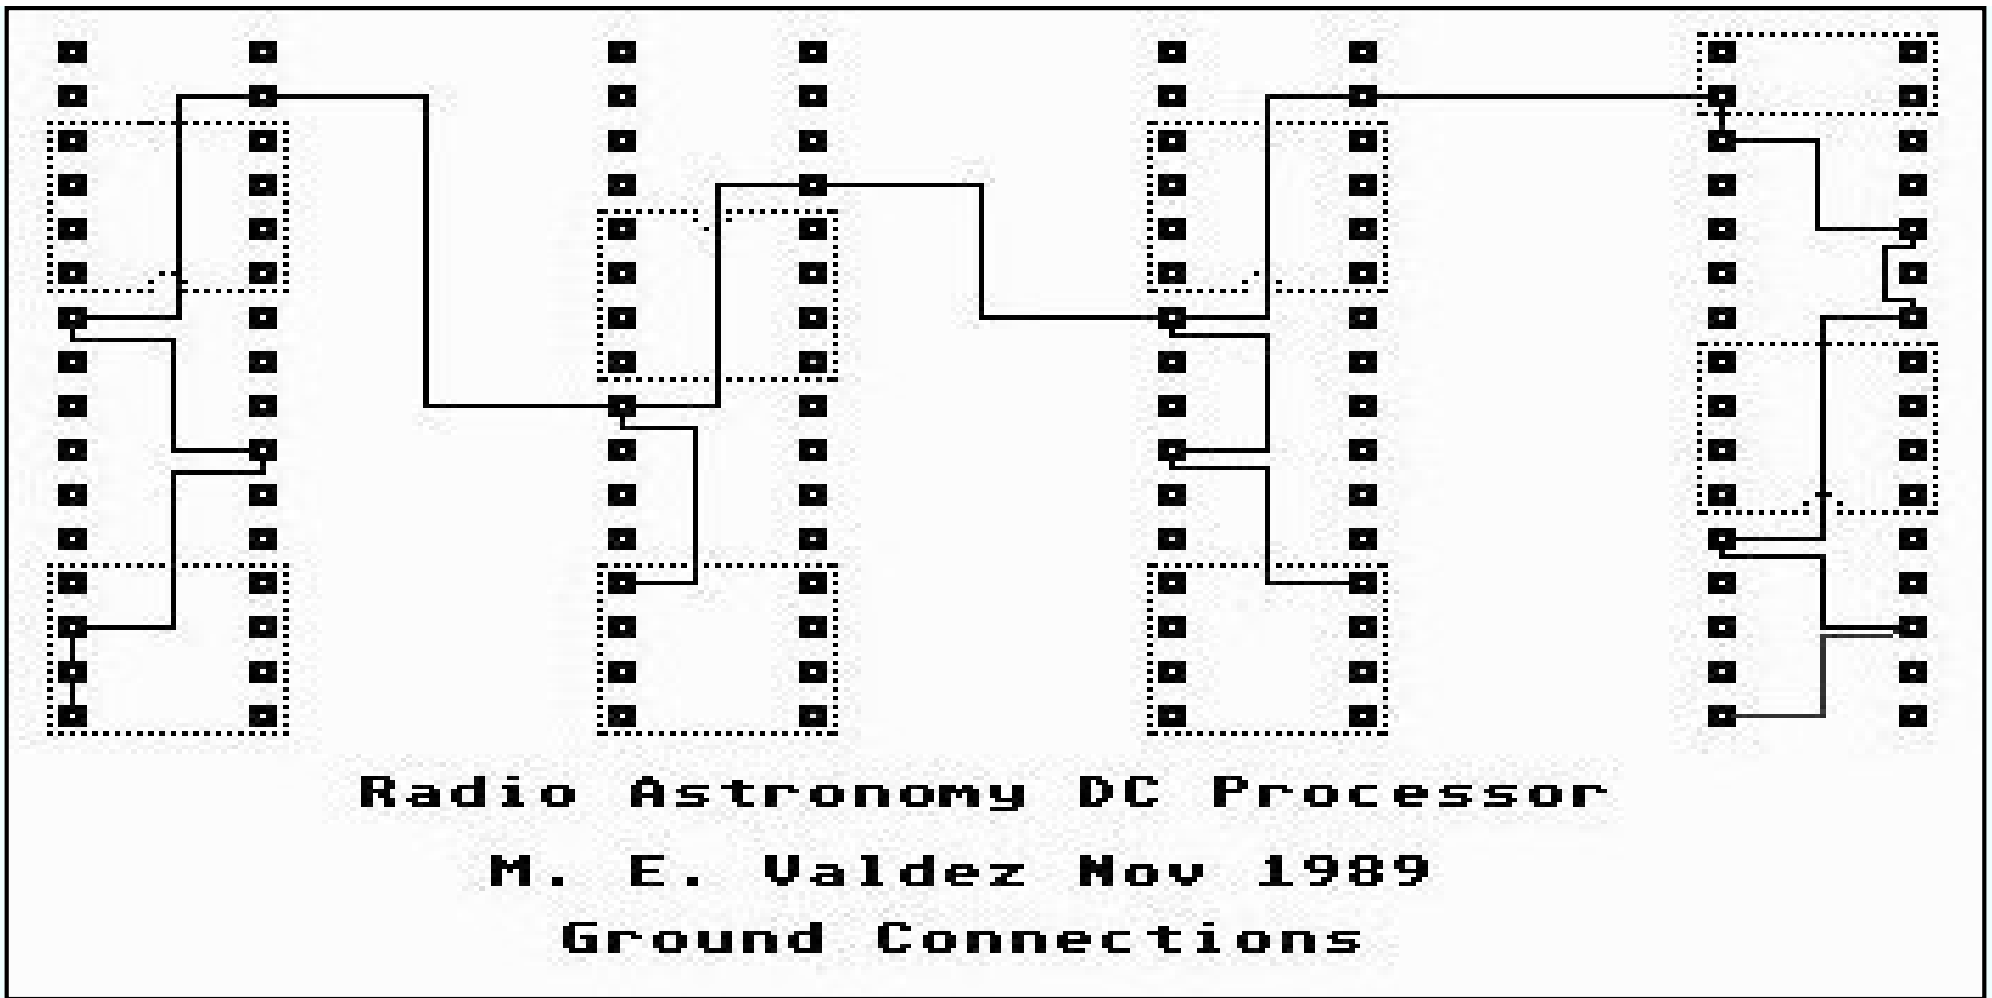 Radio Astronomy DC Processor
M. E. Valdez Nov 1989
Ground Connections